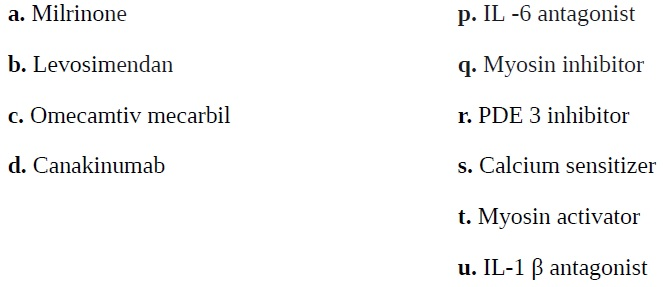 a. Milrinone p. IL -6 antagonist
b. Levosimendan q. Myosin inhibitor
c. Omecamtiv mecarbil r. PDE 3 inhibitor
d. Canakinumab s. Calcium sensitizer
t. Myosin activator
u. IL-1 β antagonist